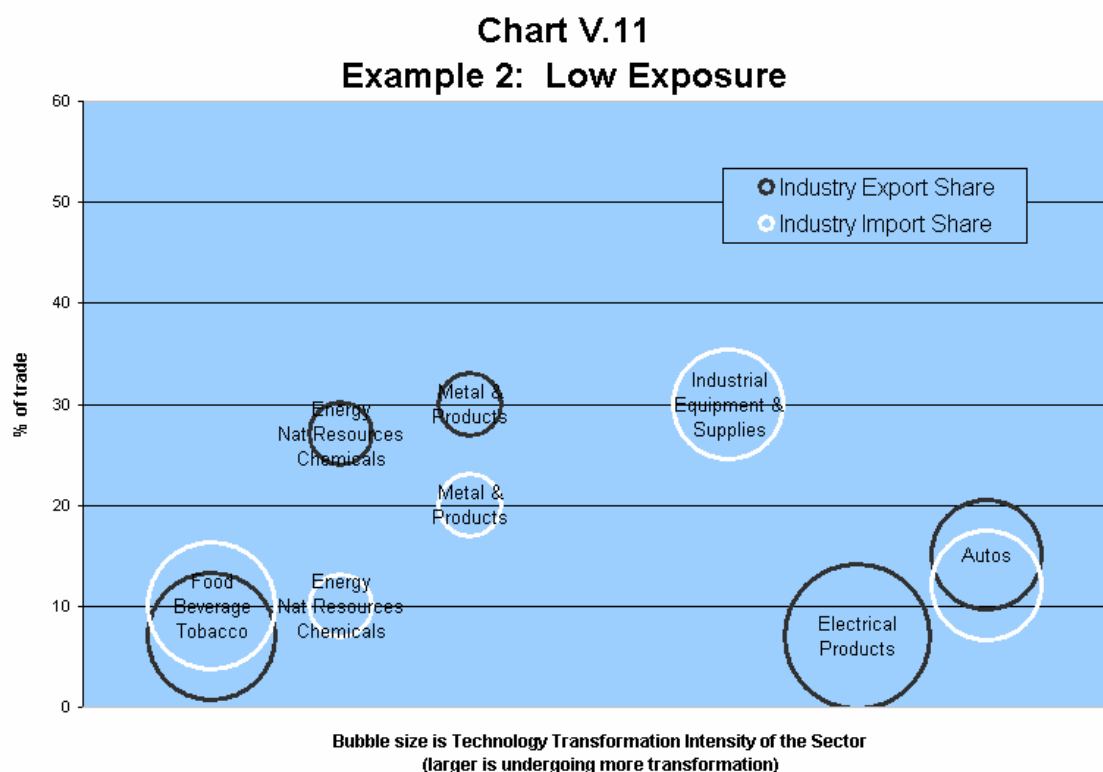 Chart V.11
Example 2: Low Exposure
60
50
40
30
20
10
0
% of trade
Industry Export Share
Industry Import Share
Metal &
Products
Energy
Nat Resources
Chemicals
Industrial
Equipment &
Supplies
Metal &
Products
Food
Beverage
Tobacco
Energy
Nat Resources
Chemicals
Autos
Electrical
Products
Bubble size is Technology Transformation Intensity of the Sector
(larger is undergoing more transformation)